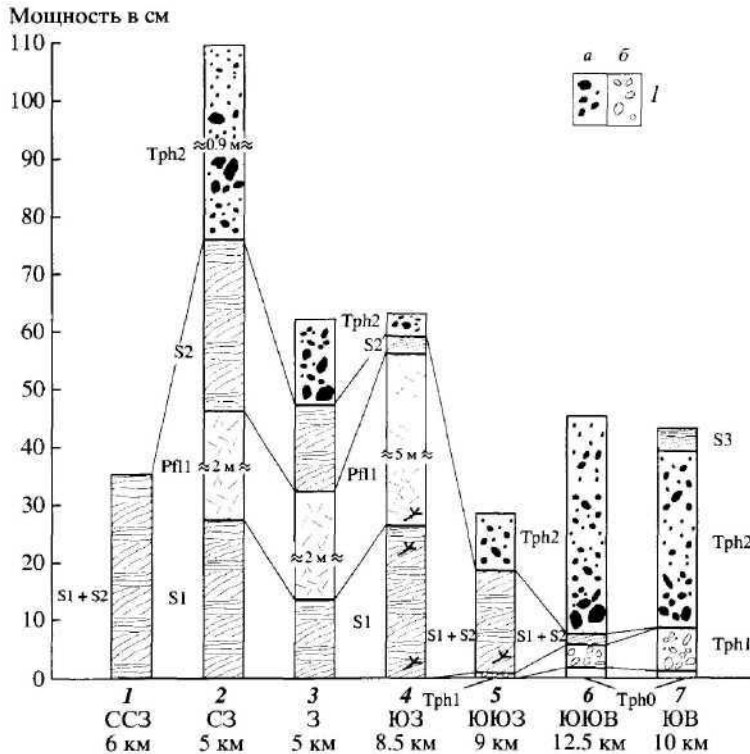 Мощность в см
110
100
90
80
70
60
50
40
30
20
10
0
а б
1
Tph2
≈0.9 м≈
S2
Pfl1
≈2 м≈
S1 + S2
S1
Tph2
S2
Pfl1
≈2 м≈
≈5 м≈
S1
Tph2
S1 + S2
S1 + S2
Tph1
Tph0
S3
Tph2
Tph1
1 2 3 4 5 6 7
ССЗ СЗ З ЮЗ ЮЮЗ ЮЮВ ЮВ
6 км 5 км 5 км 8.5 км 9 км 12.5 км 10 км